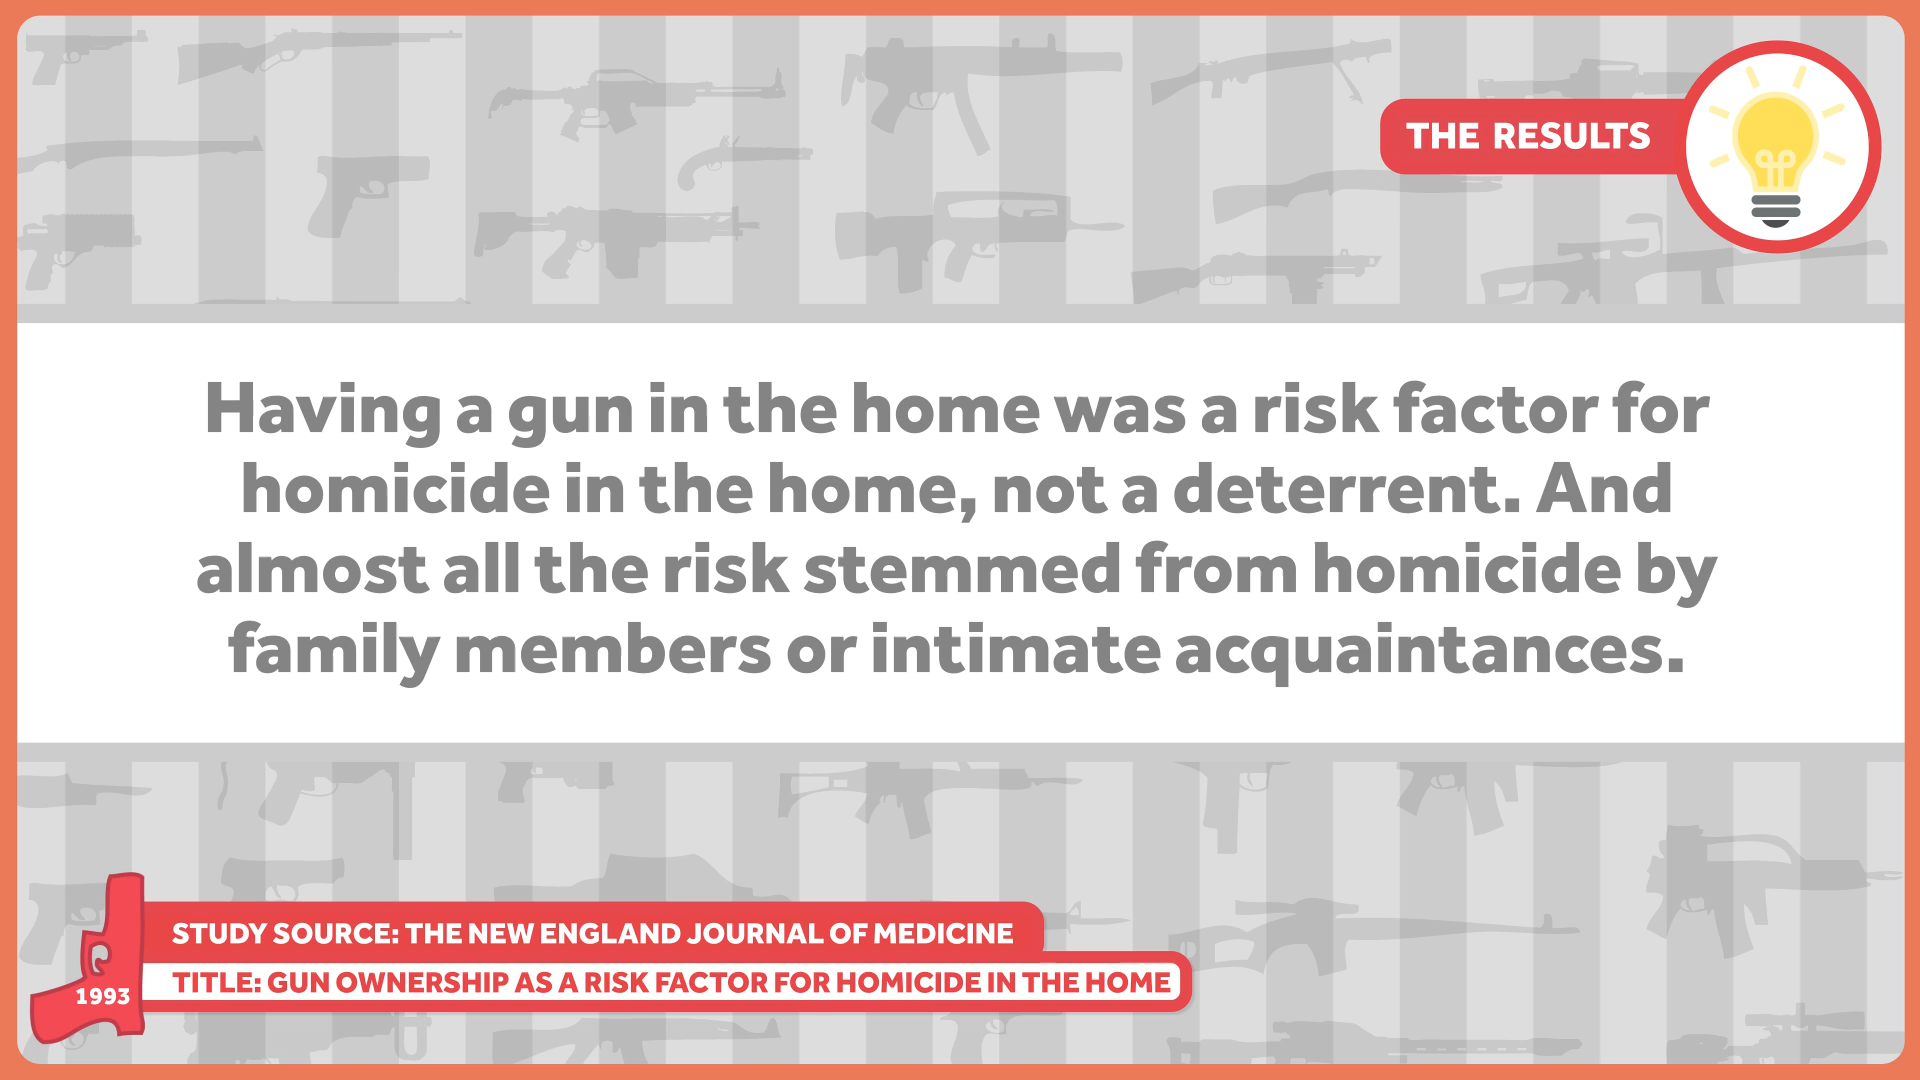 THE RESULTS
Having a gun in the home was a risk factor for
homicide in the home, not a deterrent. And
almost all the risk stemmed from homicide by
family members or intimate acquaintances.
STUDY SOURCE: THE NEW ENGLAND JOURNAL OF MEDICINE
TITLE: GUN OWNERSHIP AS A RISK FACTOR FOR HOMICIDE IN THE HOME
1993